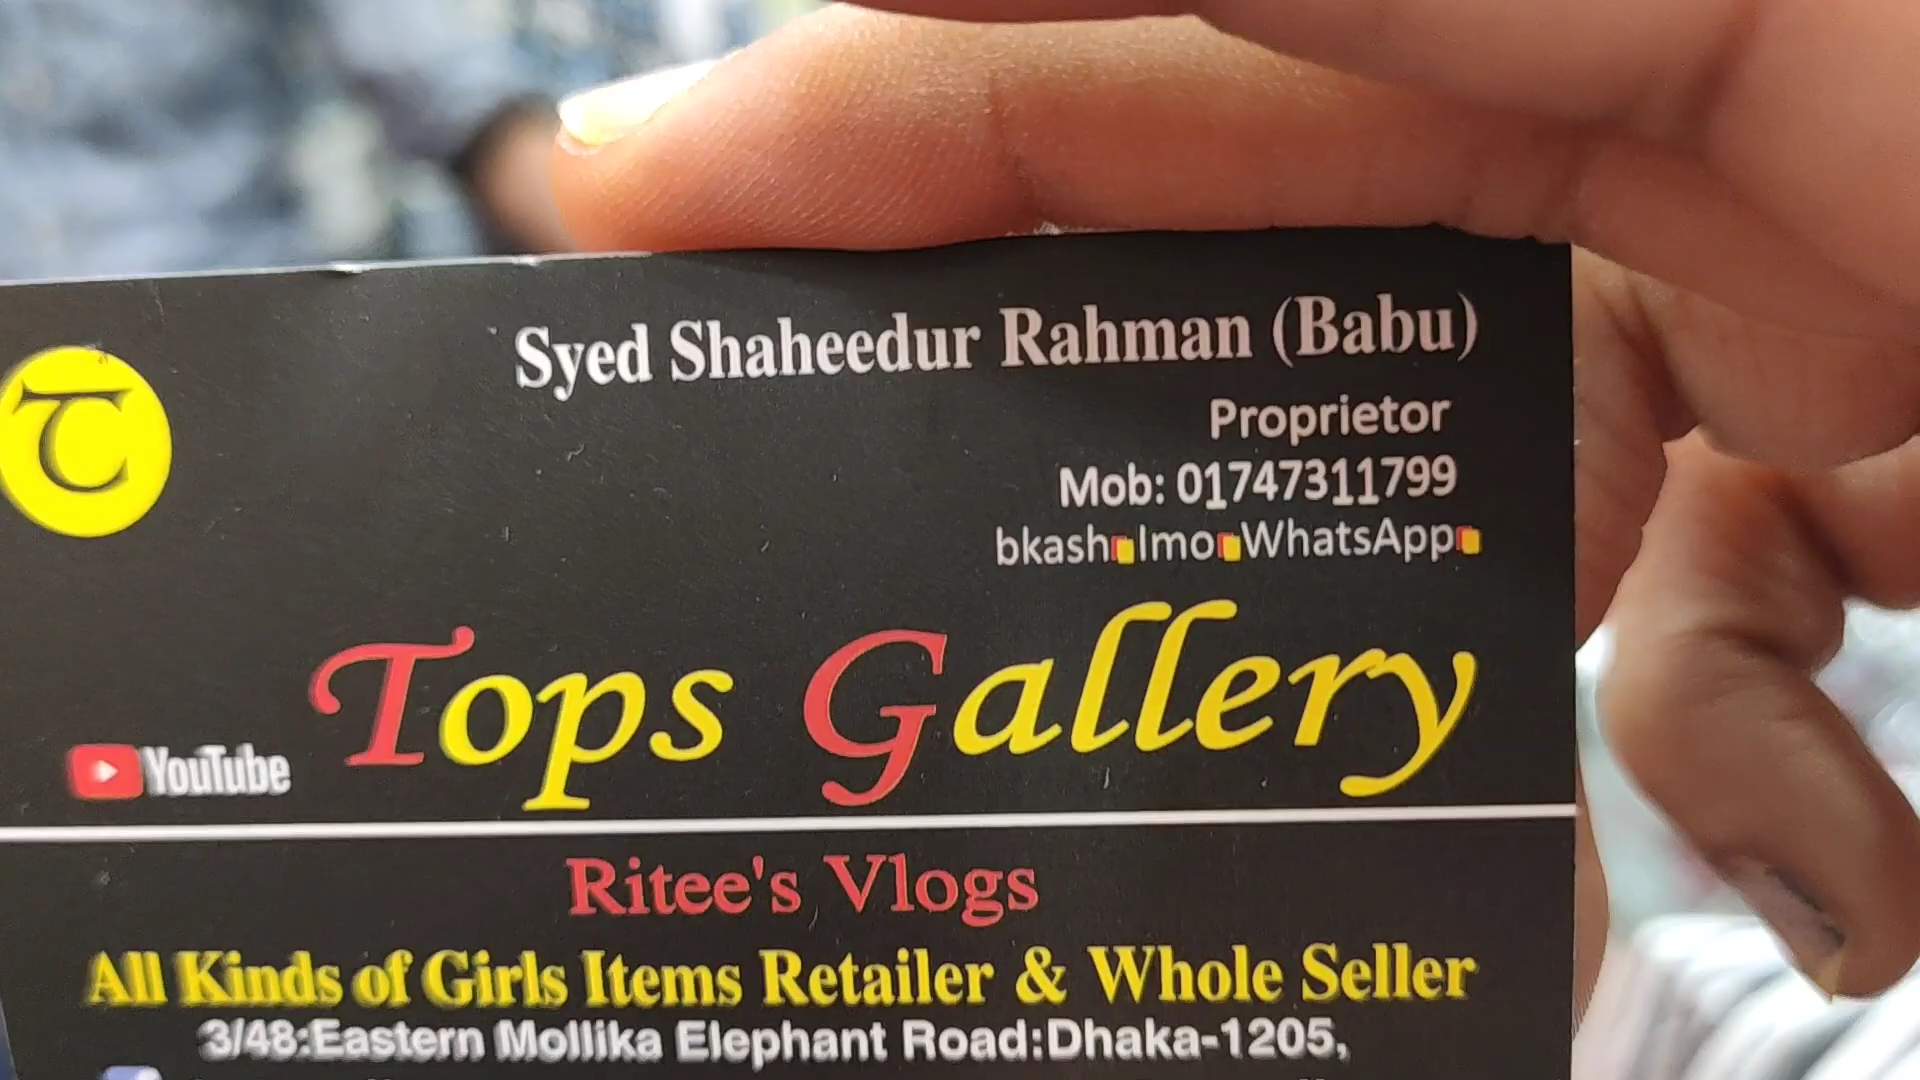 Syed Shaheedur Rahman (Babu)
Proprietor
Mob: 01747311799
bkash Imo WhatsApp
YouTube Tops Gallery
Ritee's Vlogs
All Kinds of Girls Items Retailer & Whole Seller
3/48:Eastern Mollika Elephant Road:Dhaka-1205,